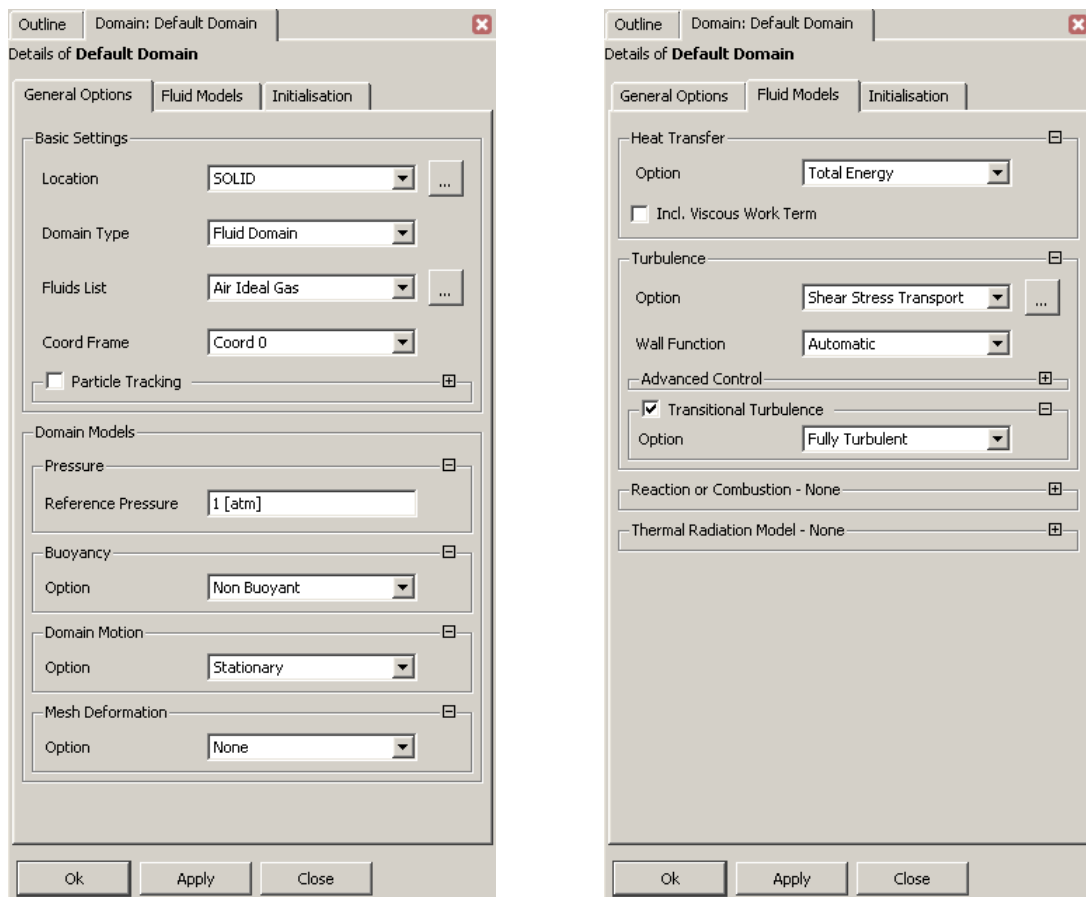 Outline Domain: Default Domain
Details of Default Domain
General Options Fluid Models Initialisation
Basic Settings
Location SOLID ...
Domain Type Fluid Domain
Fluids List Air Ideal Gas ...
Coord Frame Coord 0
Particle Tracking
Domain Models
Pressure
Reference Pressure 1 [atm]
Buoyancy
Option Non Buoyant
Domain Motion
Option Stationary
Mesh Deformation
Option None
Ok Apply Close
Outline Domain: Default Domain
Details of Default Domain
General Options Fluid Models Initialisation
Heat Transfer
Option Total Energy
Incl. Viscous Work Term
Turbulence
Option Shear Stress Transport ...
Wall Function Automatic
Advanced Control
Transitional Turbulence
Option Fully Turbulent
Reaction or Combustion - None
Thermal Radiation Model - None
Ok Apply Close